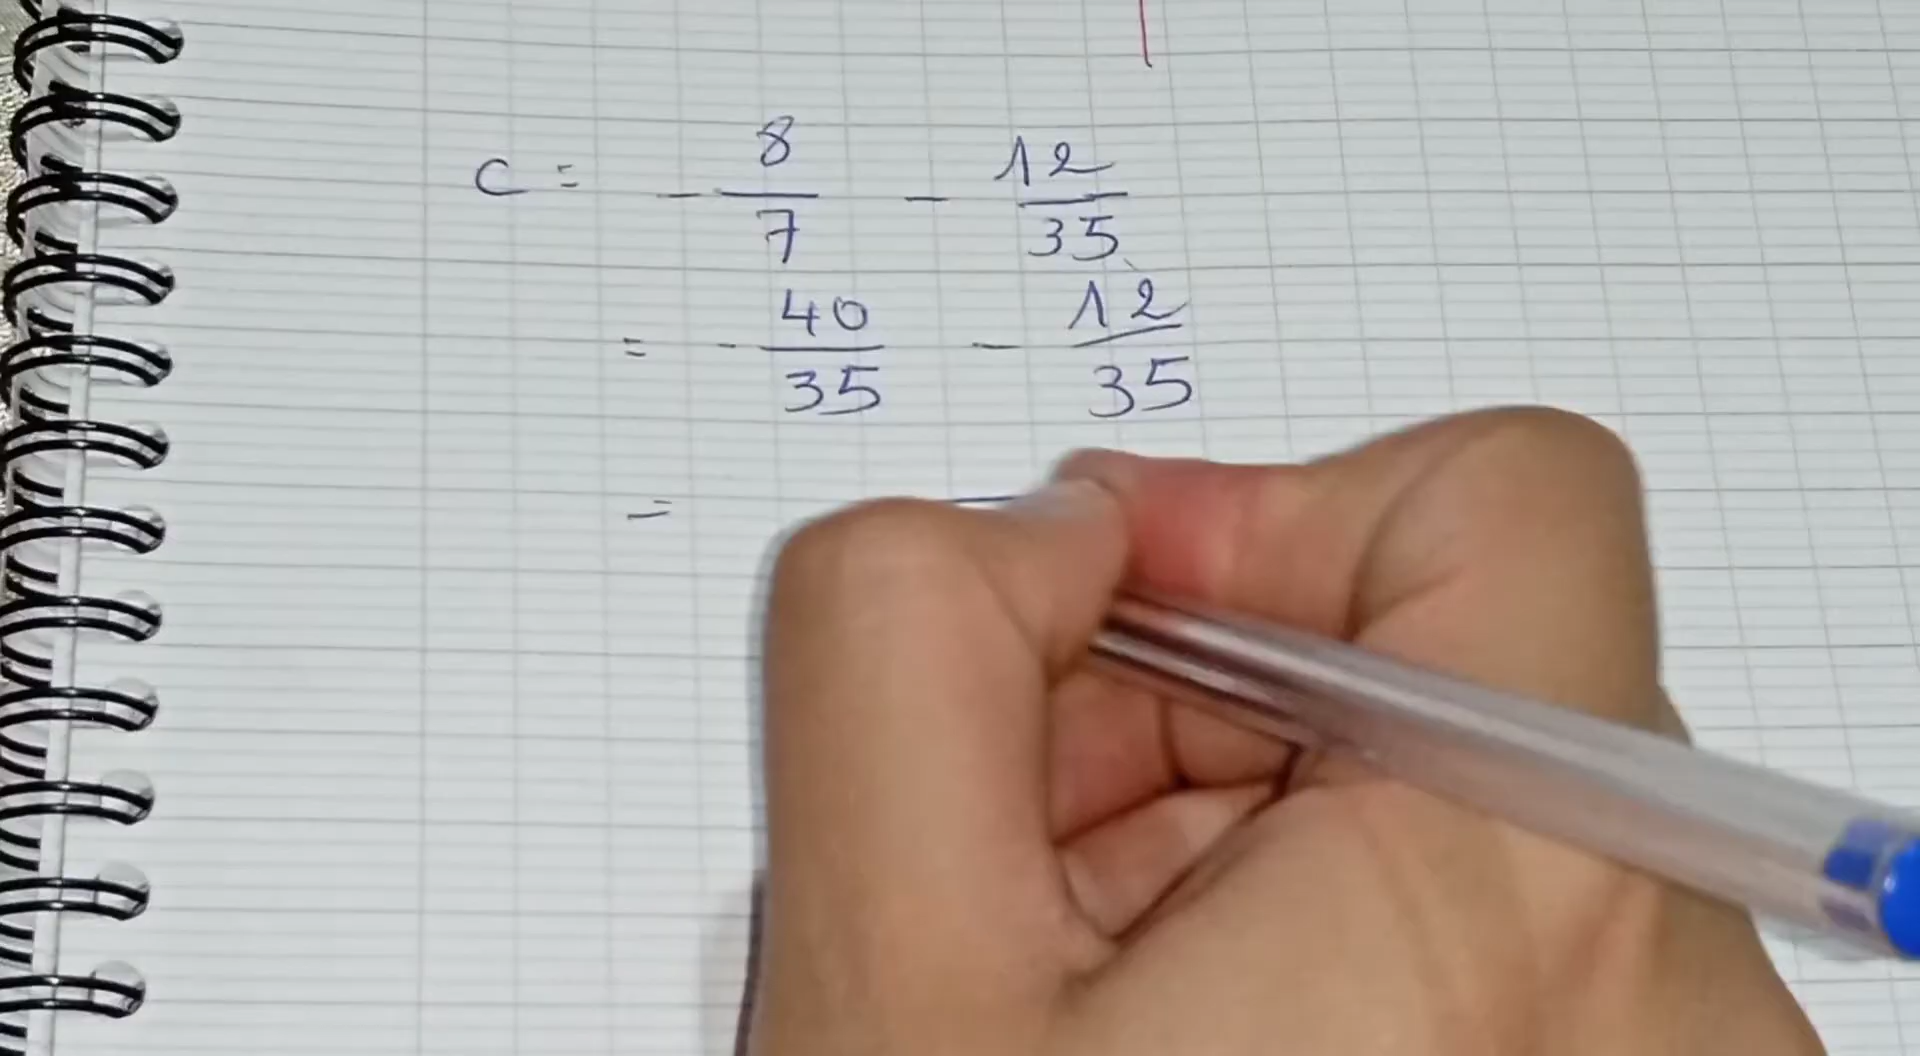 C = - 8/7 - 12/35
= - 40/35 - 12/35
=